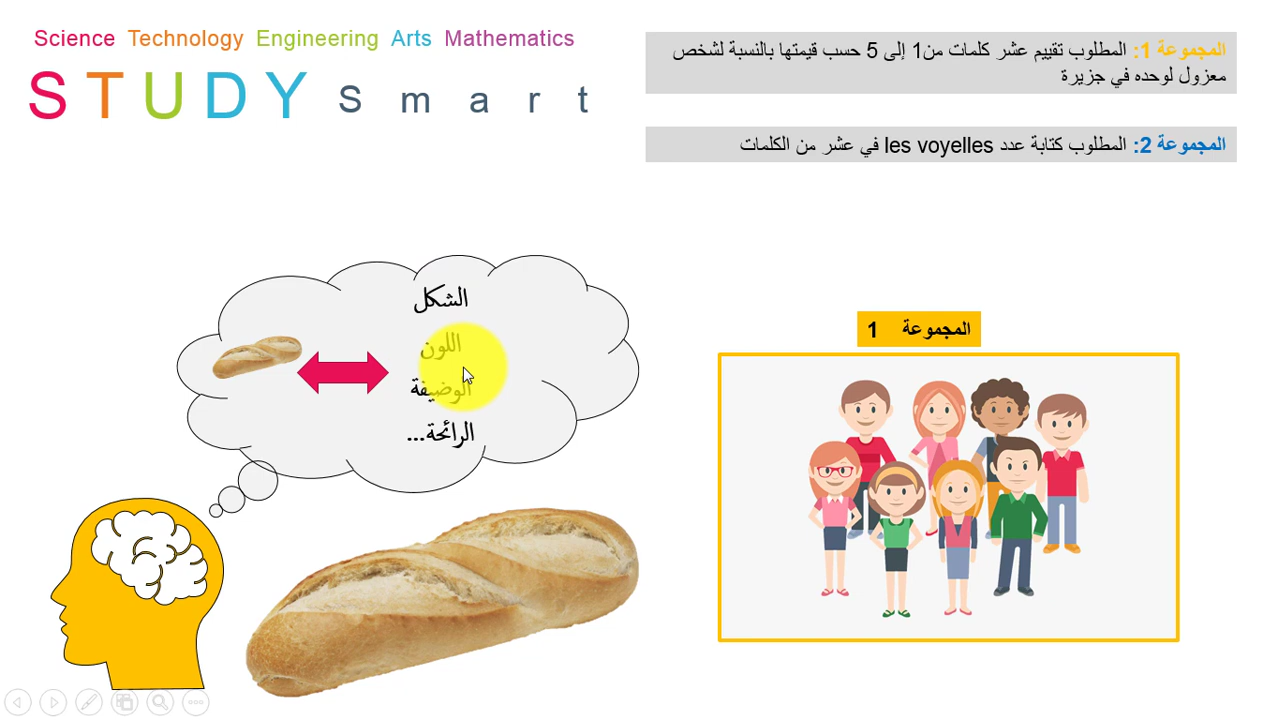 Science Technology Engineering Arts Mathematics
STUDY Smart
المجموعة 1: المطلوب تقييم عشر كلمات من1 إلى 5 حسب قيمتها بالنسبة لشخص
معزول لوحده في جزيرة
المجموعة 2: المطلوب كتابة عدد les voyelles في عشر من الكلمات
الشكل
اللون
الوضيفة
الرائحة...
المجموعة 1